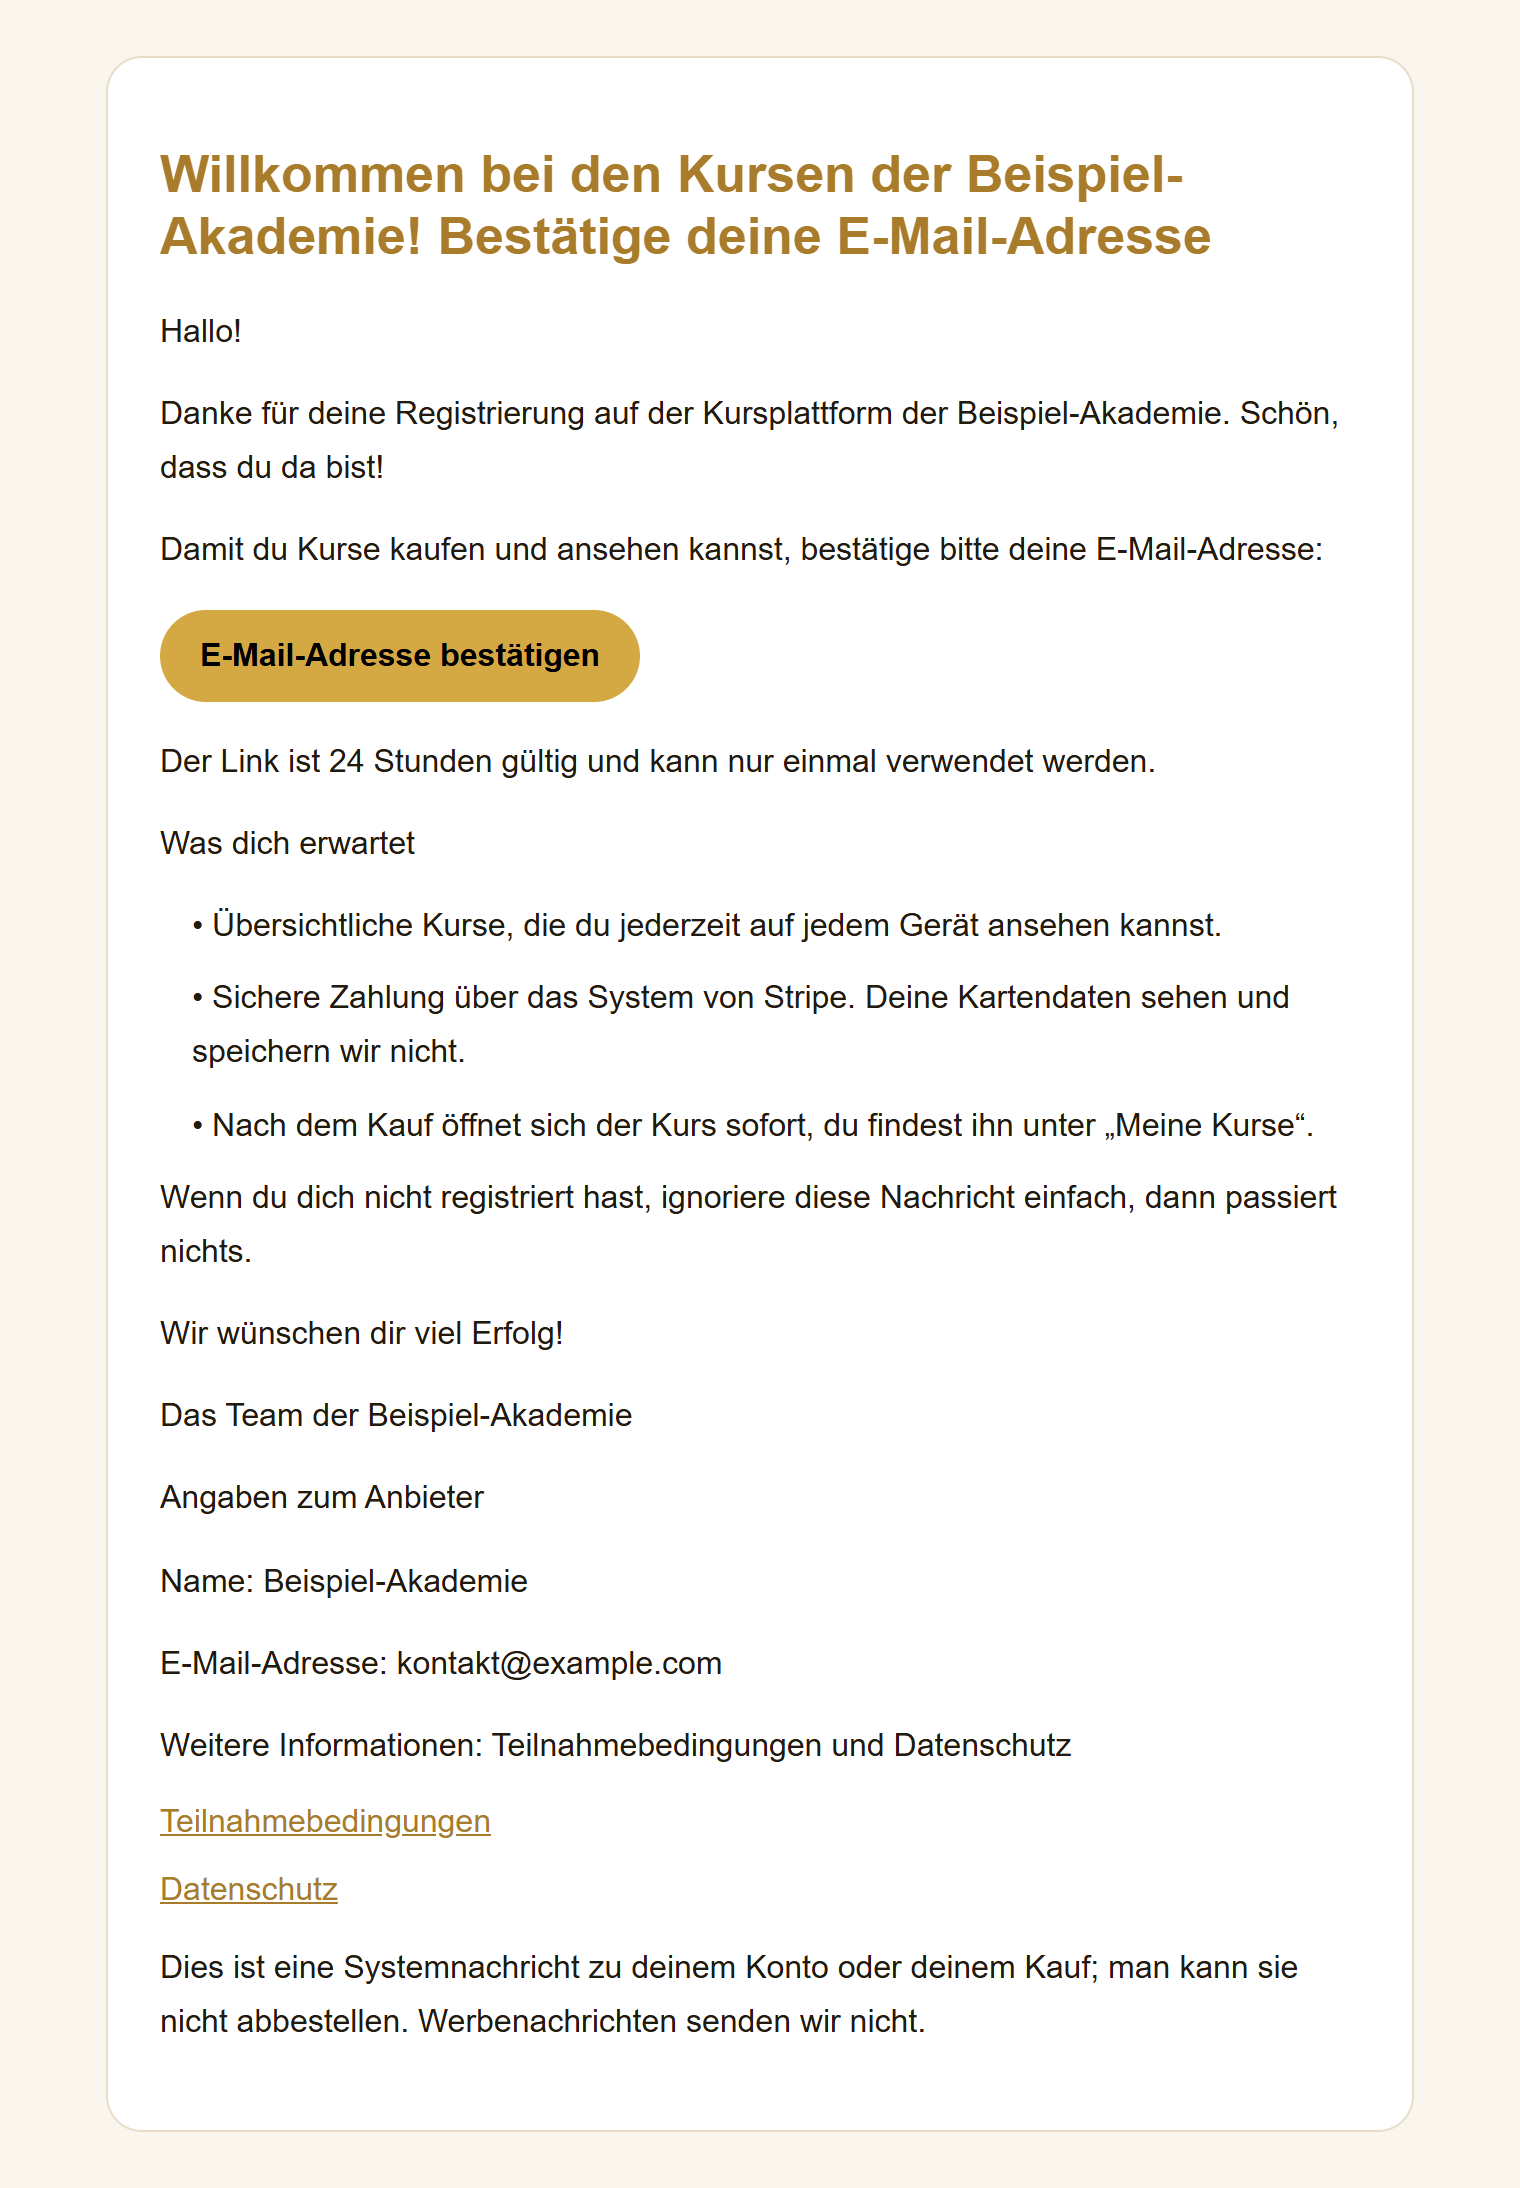 Willkommen bei den Kursen der Beispiel-
Akademie! Bestätige deine E-Mail-Adresse
Hallo!
Danke für deine Registrierung auf der Kursplattform der Beispiel-Akademie. Schön,
dass du da bist!
Damit du Kurse kaufen und ansehen kannst, bestätige bitte deine E-Mail-Adresse:
E-Mail-Adresse bestätigen
Der Link ist 24 Stunden gültig und kann nur einmal verwendet werden.
Was dich erwartet
• Übersichtliche Kurse, die du jederzeit auf jedem Gerät ansehen kannst.
• Sichere Zahlung über das System von Stripe. Deine Kartendaten sehen und
speichern wir nicht.
• Nach dem Kauf öffnet sich der Kurs sofort, du findest ihn unter „Meine Kurse“.
Wenn du dich nicht registriert hast, ignoriere diese Nachricht einfach, dann passiert
nichts.
Wir wünschen dir viel Erfolg!
Das Team der Beispiel-Akademie
Angaben zum Anbieter
Name: Beispiel-Akademie
E-Mail-Adresse: kontakt@example.com
Weitere Informationen: Teilnahmebedingungen und Datenschutz
Teilnahmebedingungen
Datenschutz
Dies ist eine Systemnachricht zu deinem Konto oder deinem Kauf; man kann sie
nicht abbestellen. Werbenachrichten senden wir nicht.